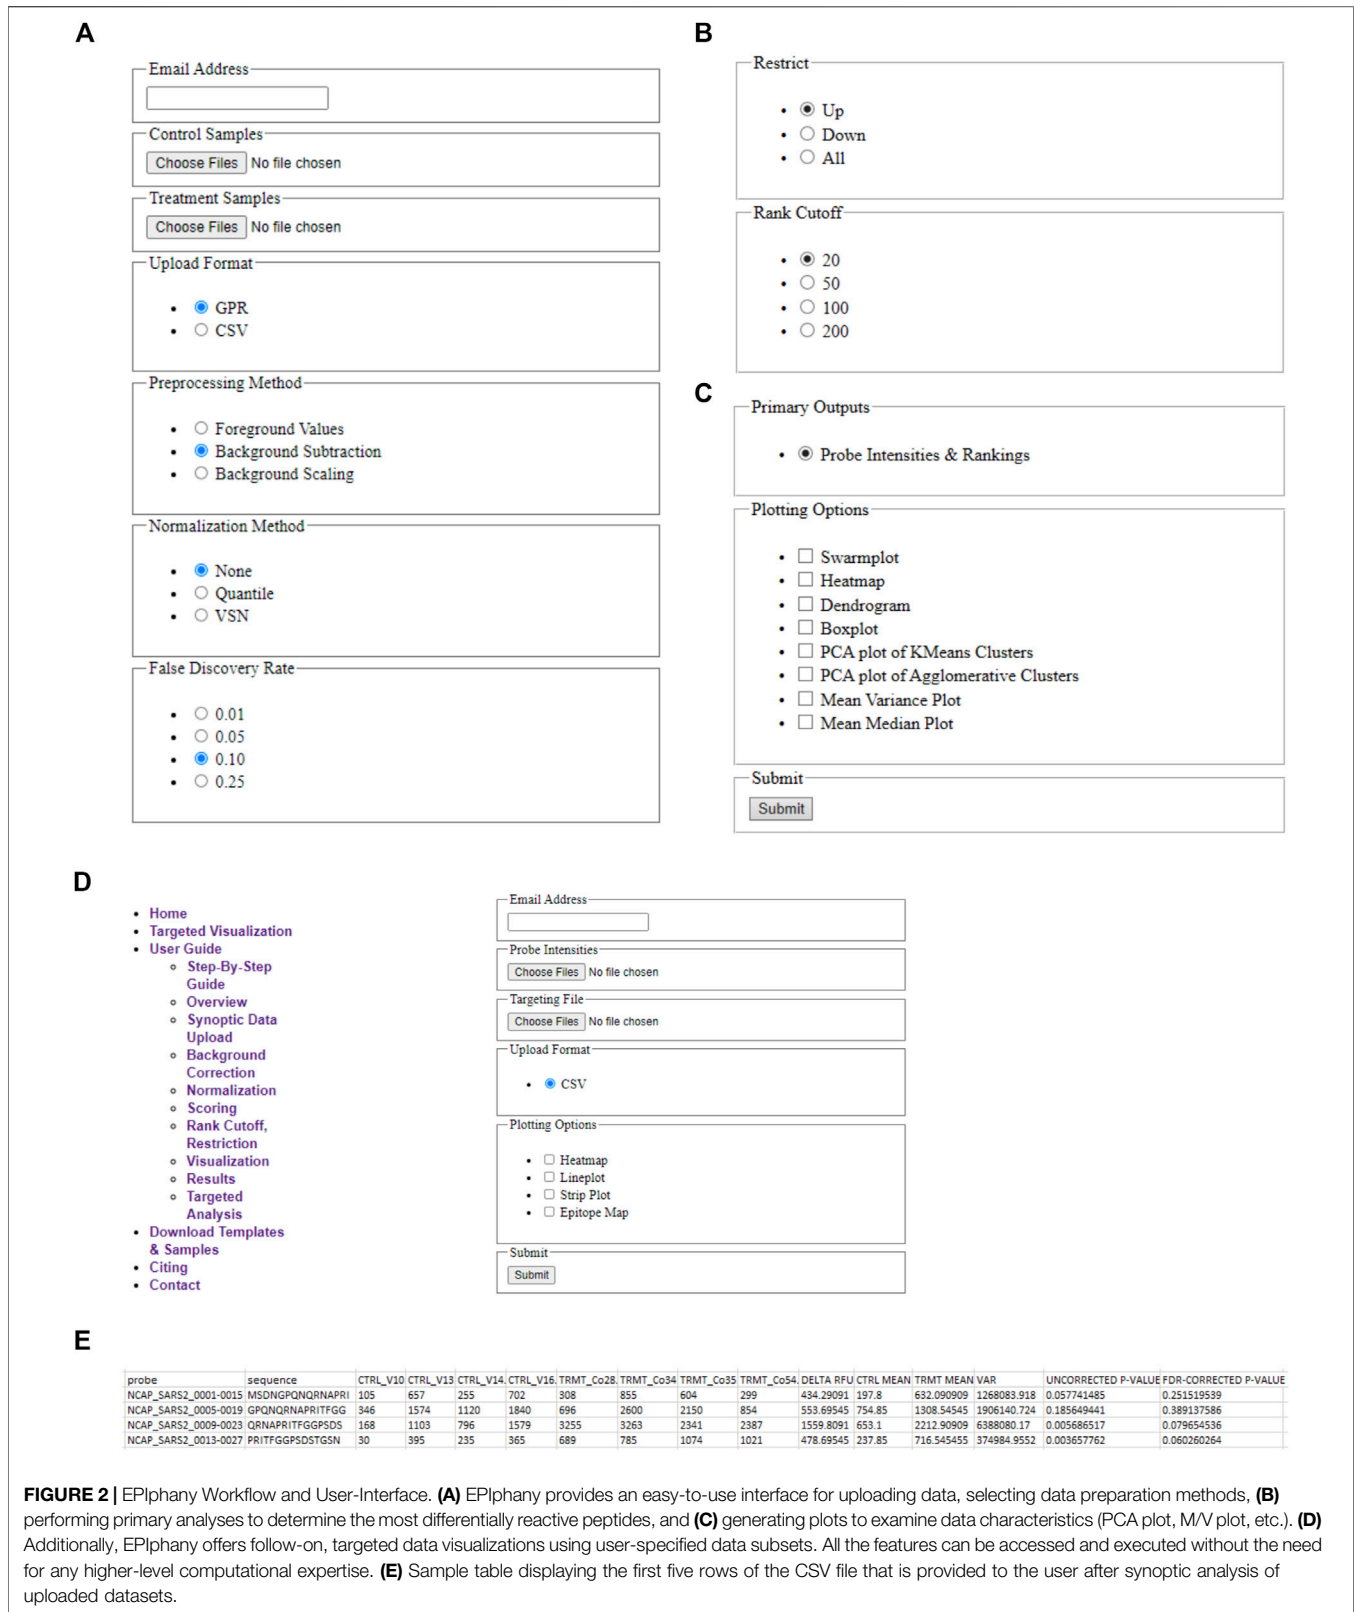 A
Email Address
Control Samples
Choose Files No file chosen
Treatment Samples
Choose Files No file chosen
Upload Format
• GPR
• CSV
Preprocessing Method
• Foreground Values
• Background Subtraction
• Background Scaling
Normalization Method
• None
• Quantile
• VSN
False Discovery Rate
• 0.01
• 0.05
• 0.10
• 0.25
B
Restrict
• Up
• Down
• All
Rank Cutoff
• 20
• 50
• 100
• 200
C
Primary Outputs
• Probe Intensities & Rankings
Plotting Options
• Swarmplot
• Heatmap
• Dendrogram
• Boxplot
• PCA plot of KMeans Clusters
• PCA plot of Agglomerative Clusters
• Mean Variance Plot
• Mean Median Plot
Submit
Submit
D
• Home
• Targeted Visualization
• User Guide
Step-By-Step
Guide
Overview
Synoptic Data
Upload
Background
Correction
Normalization
Scoring
Rank Cutoff,
Restriction
Visualization
Results
Targeted
Analysis
• Download Templates
& Samples
• Citing
• Contact
Email Address
Probe Intensities
Choose Files No file chosen
Targeting File
Choose Files No file chosen
Upload Format
• CSV
Plotting Options
• Heatmap
• Lineplot
• Strip Plot
• Epitope Map
Submit
Submit
E
probe sequence CTRL_V10 CTRL_V13 CTRL_V14. CTRL_V16. TRMT_Co28. TRMT_Co34 TRMT_Co35 TRMT_Co54. DELTA RFU CTRL MEAN TRMT MEAN VAR UNCORRECTED P-VALUE FDR-CORRECTED P-VALUE
NCAP_SARS2_0001-0015 MSDNGPQNQRNAPRI 105 657 255 702 308 855 604 299 434.29091 197.8 632.090909 1268083.918 0.057741485 0.251519539
NCAP_SARS2_0005-0019 GPQNQRNAPRITFGG 346 1574 1120 1840 696 2600 2150 854 553.69545 754.85 1308.54545 1906140.724 0.185649441 0.389137586
NCAP_SARS2_0009-0023 QRNAPRITFGGPSDS 168 1103 796 1579 3255 3263 2341 2387 1559.8091 653.1 2212.90909 6388080.17 0.005686517 0.079654536
NCAP_SARS2_0013-0027 PRITFGGPSDSTGSN 30 395 235 365 689 785 1074 1021 478.69545 237.85 716.545455 374984.9552 0.003657762 0.060260264
FIGURE 2 | EPIphany Workflow and User-Interface. (A) EPIphany provides an easy-to-use interface for uploading data, selecting data preparation methods, (B)
performing primary analyses to determine the most differentially reactive peptides, and (C) generating plots to examine data characteristics (PCA plot, M/V plot, etc.). (D)
Additionally, EPIphany offers follow-on, targeted data visualizations using user-specified data subsets. All the features can be accessed and executed without the need
for any higher-level computational expertise. (E) Sample table displaying the first five rows of the CSV file that is provided to the user after synoptic analysis of
uploaded datasets.